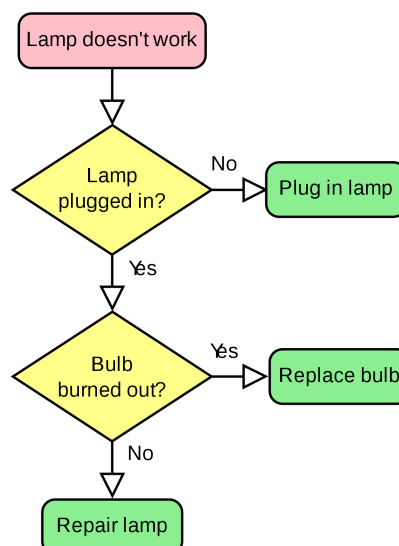 Lamp doesn't work
Lamp
plugged in?
No
Plug in lamp
Yes
Bulb
burned out?
Yes
Replace bulb
No
Repair lamp